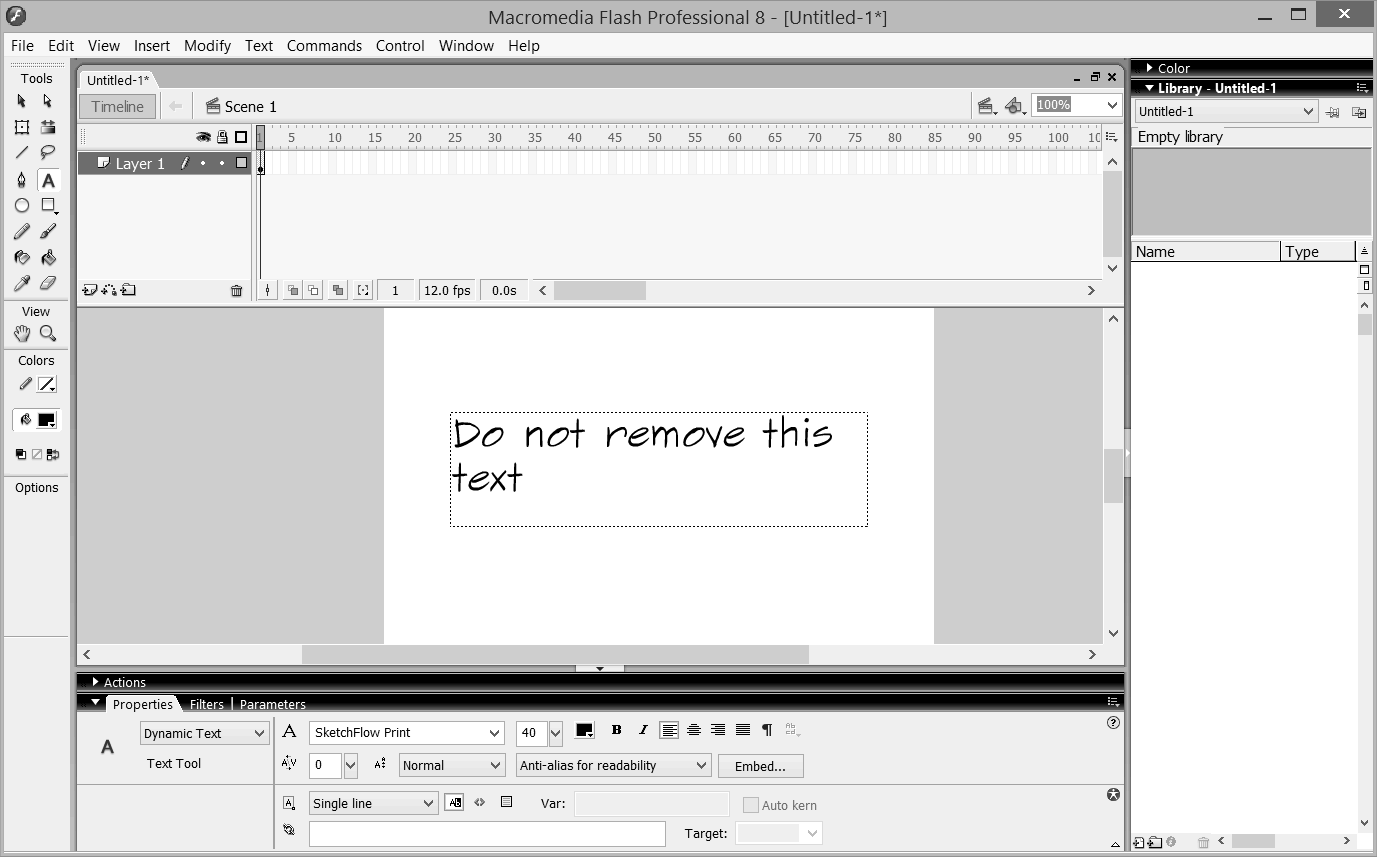 Macromedia Flash Professional 8 - [Untitled-1*]
File Edit View Insert Modify Text Commands Control Window Help
Tools
Untitled-1*
Timeline
Scene 1
100%
1 5 10 15 20 25 30 35 40 45 50 55 60 65 70 75 80 85 90 95 100
Layer 1
1 12.0 fps 0.0s
View
Colors
Options
Do not remove this
text
Color
Library - Untitled-1
Untitled-1
Empty library
Name Type
Actions
Properties Filters Parameters
A Dynamic Text
Text Tool
A SketchFlow Print 40 B I
0 Normal Anti-alias for readability Embed...
Single line Var: Auto kern
Target: